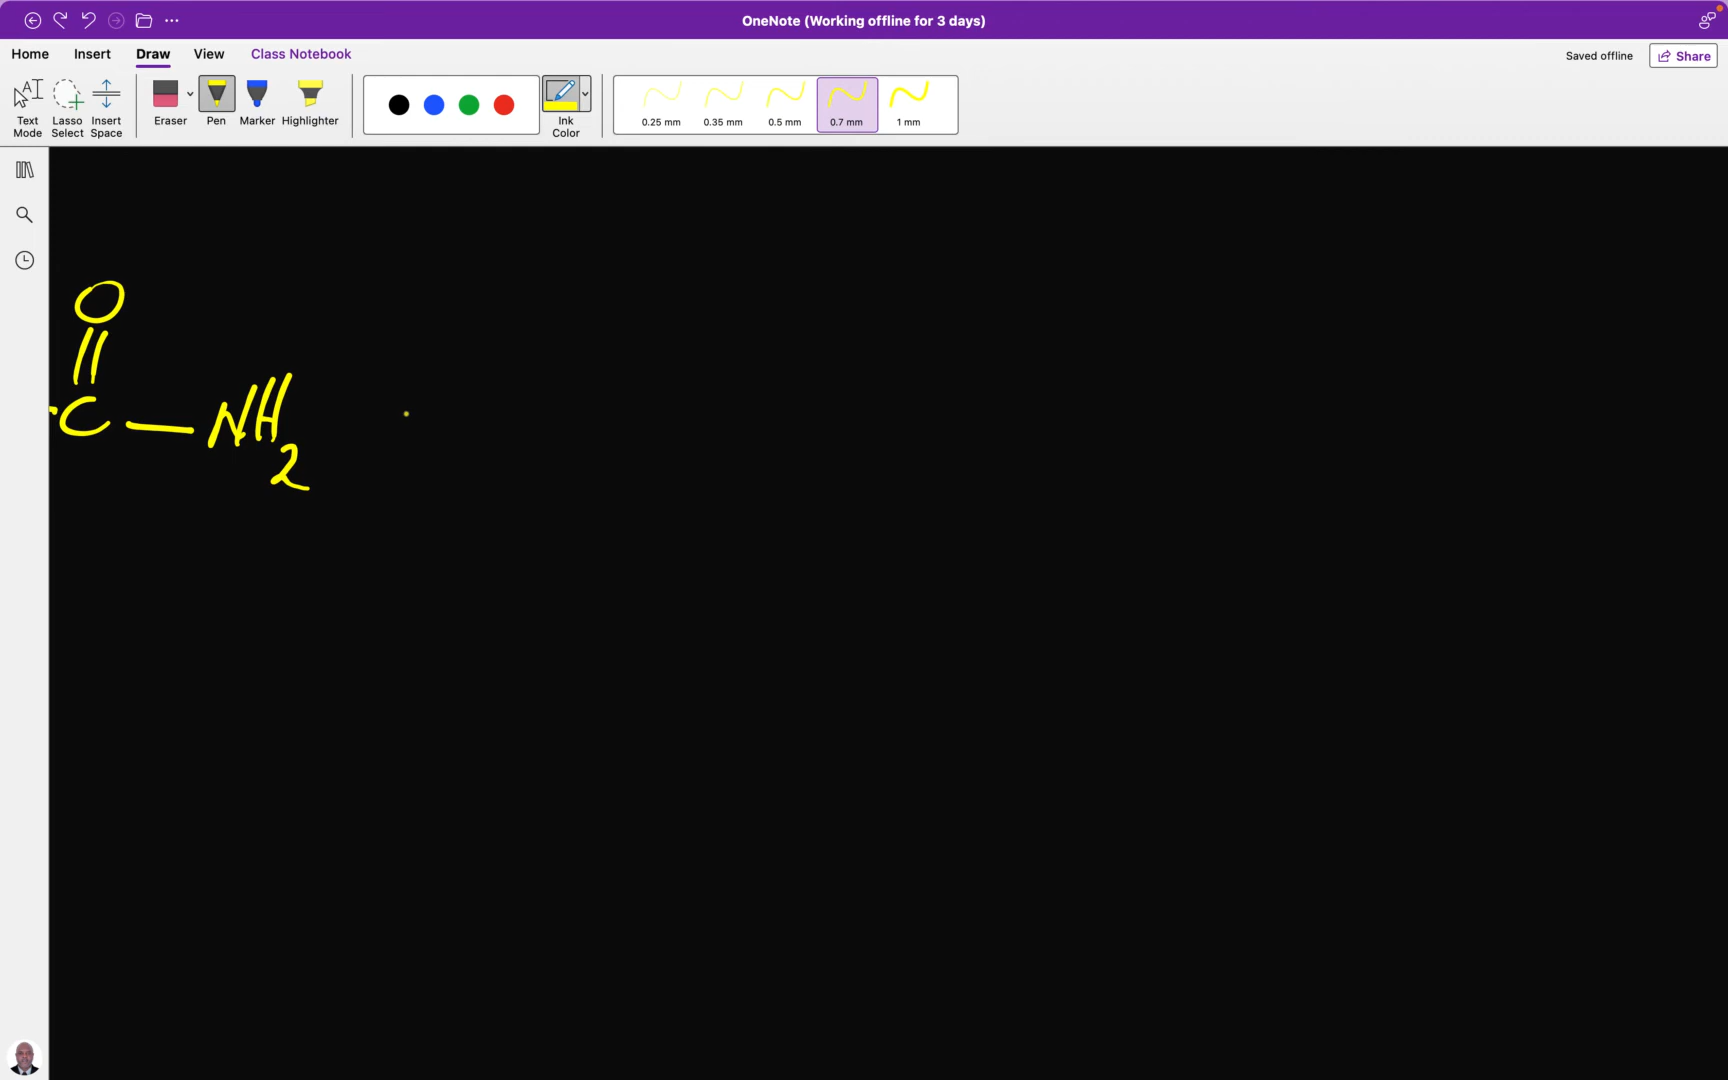 OneNote (Working offline for 3 days)
Home Insert Draw View Class Notebook
Saved offline Share
Text Mode
Lasso Select
Insert Space
Eraser
Pen
Marker
Highlighter
Ink Color
0.25 mm
0.35 mm
0.5 mm
0.7 mm
1 mm
O
C — NH
2